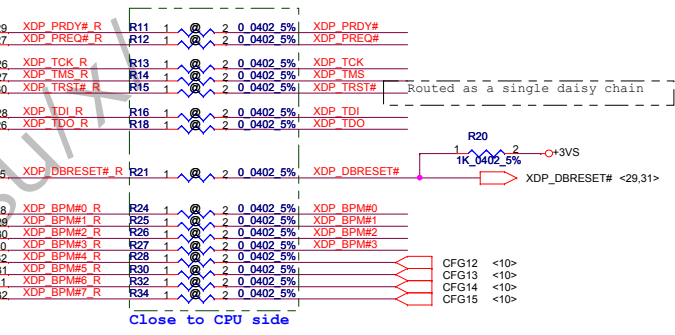 XDP_PRDY#_R R11 1 @ 2 0_0402_5% XDP_PRDY#
XDP_PREQ#_R R12 1 @ 2 0_0402_5% XDP_PREQ#
XDP_TCK_R R13 1 @ 2 0_0402_5% XDP_TCK
XDP_TMS_R R14 1 @ 2 0_0402_5% XDP_TMS
XDP_TRST#_R R15 1 @ 2 0_0402_5% XDP_TRST#
Routed as a single daisy chain
XDP_TDI_R R16 1 @ 2 0_0402_5% XDP_TDI
XDP_TDO_R R18 1 @ 2 0_0402_5% XDP_TDO
R20
1 2 +3VS
1K_0402_5%
XDP_DBRESET#_R R21 1 @ 2 0_0402_5% XDP_DBRESET#
XDP_DBRESET# <29,31>
XDP_BPM#0_R R24 1 @ 2 0_0402_5% XDP_BPM#0
XDP_BPM#1_R R25 1 @ 2 0_0402_5% XDP_BPM#1
XDP_BPM#2_R R26 1 @ 2 0_0402_5% XDP_BPM#2
XDP_BPM#3_R R27 1 @ 2 0_0402_5% XDP_BPM#3
XDP_BPM#4_R R28 1 @ 2 0_0402_5% CFG12 <10>
XDP_BPM#5_R R30 1 @ 2 0_0402_5% CFG13 <10>
XDP_BPM#6_R R32 1 @ 2 0_0402_5% CFG14 <10>
XDP_BPM#7_R R34 1 @ 2 0_0402_5% CFG15 <10>
Close to CPU side